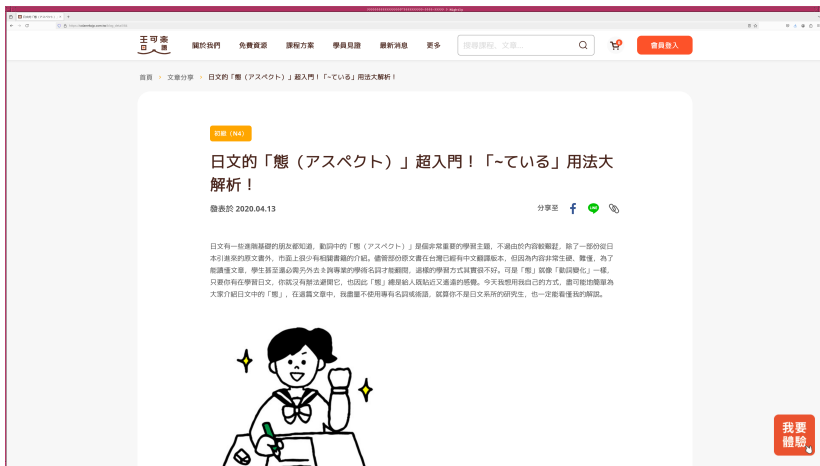 王可樂
日語
關於我們
免費資源
課程方案
學員見證
最新消息
更多
搜尋課程、文章...
會員登入
首頁
文章分享
日文的「態（アスペクト）」超入門！「~ている」用法大解析！
初級（N4）
日文的「態（アスペクト）」超入門！「~ている」用法大
解析！
發表於 2020.04.13
分享至
日文有一些進階基礎的朋友都知道，動詞中的「態（アスペクト）」是個非常重要的學習主題，不過由於內容較艱澀，除了一部份從日
本引進來的原文書外，市面上很少有相關書籍的介紹。儘管部份原文書在台灣已經有中文翻譯版本，但因為內容非常生硬、難懂，為了
能讀懂文章，學生甚至還必需另外去查詢專業的學術名詞才能翻閱，這樣的學習方式其實很不好。可是「態」就像「動詞變化」一樣，
只要你有在學習日文，你就沒有辦法避開它，也因此「態」總是給人既貼近又遙遠的感覺。今天我想用我自己的方式，盡可能地簡單為
大家介紹日文中的「態」，在這篇文章中，我盡量不使用專有名詞或術語，就算你不是日文系所的研究生，也一定能看懂我的解說。
我要
體驗